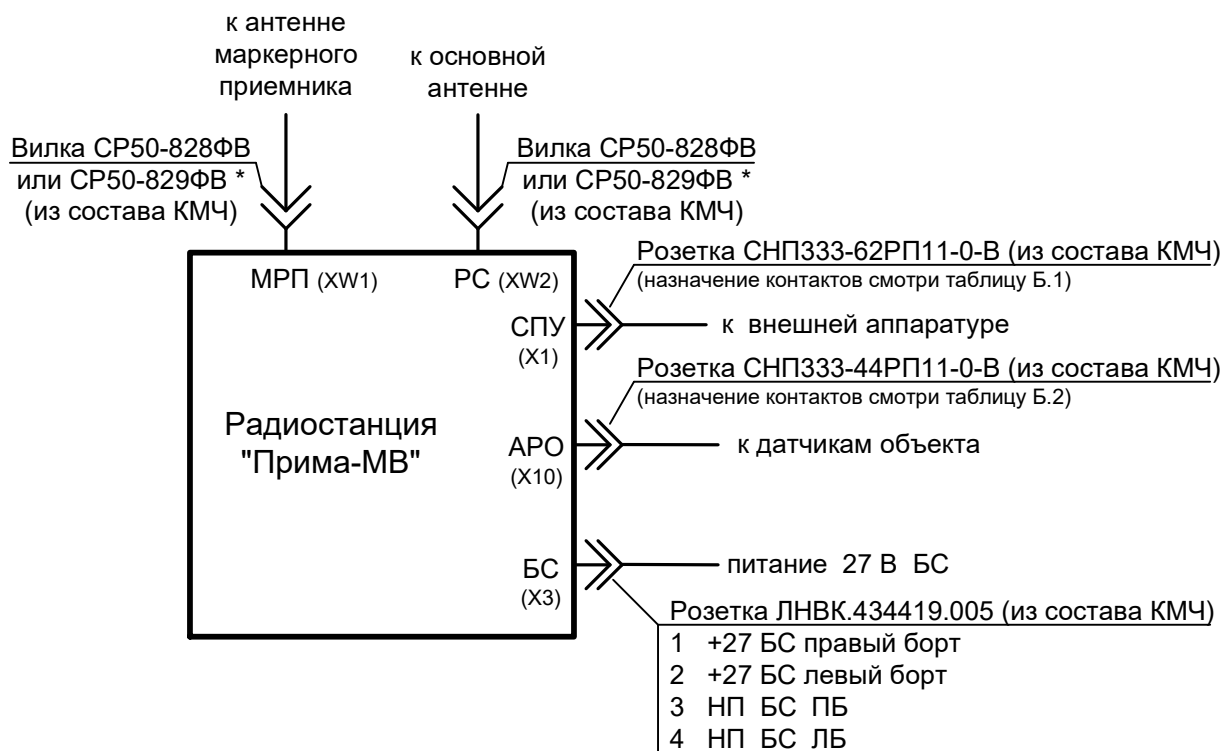 к антенне
маркерного
приемника
к основной
антенне
Вилка СР50-828ФВ
или СР50-829ФВ *
(из состава КМЧ)
Вилка СР50-828ФВ
или СР50-829ФВ *
(из состава КМЧ)
МРП (XW1)
РС (XW2)
Розетка СНП333-62РП11-0-В (из состава КМЧ)
(назначение контактов смотри таблицу Б.1)
СПУ
(X1)
к внешней аппаратуре
Розетка СНП333-44РП11-0-В (из состава КМЧ)
(назначение контактов смотри таблицу Б.2)
Радиостанция
"Прима-МВ"
АРО
(X10)
к датчикам объекта
БС
(X3)
питание 27 В БС
Розетка ЛНВК.434419.005 (из состава КМЧ)
1 +27 БС правый борт
2 +27 БС левый борт
3 НП БС ПБ
4 НП БС ЛБ